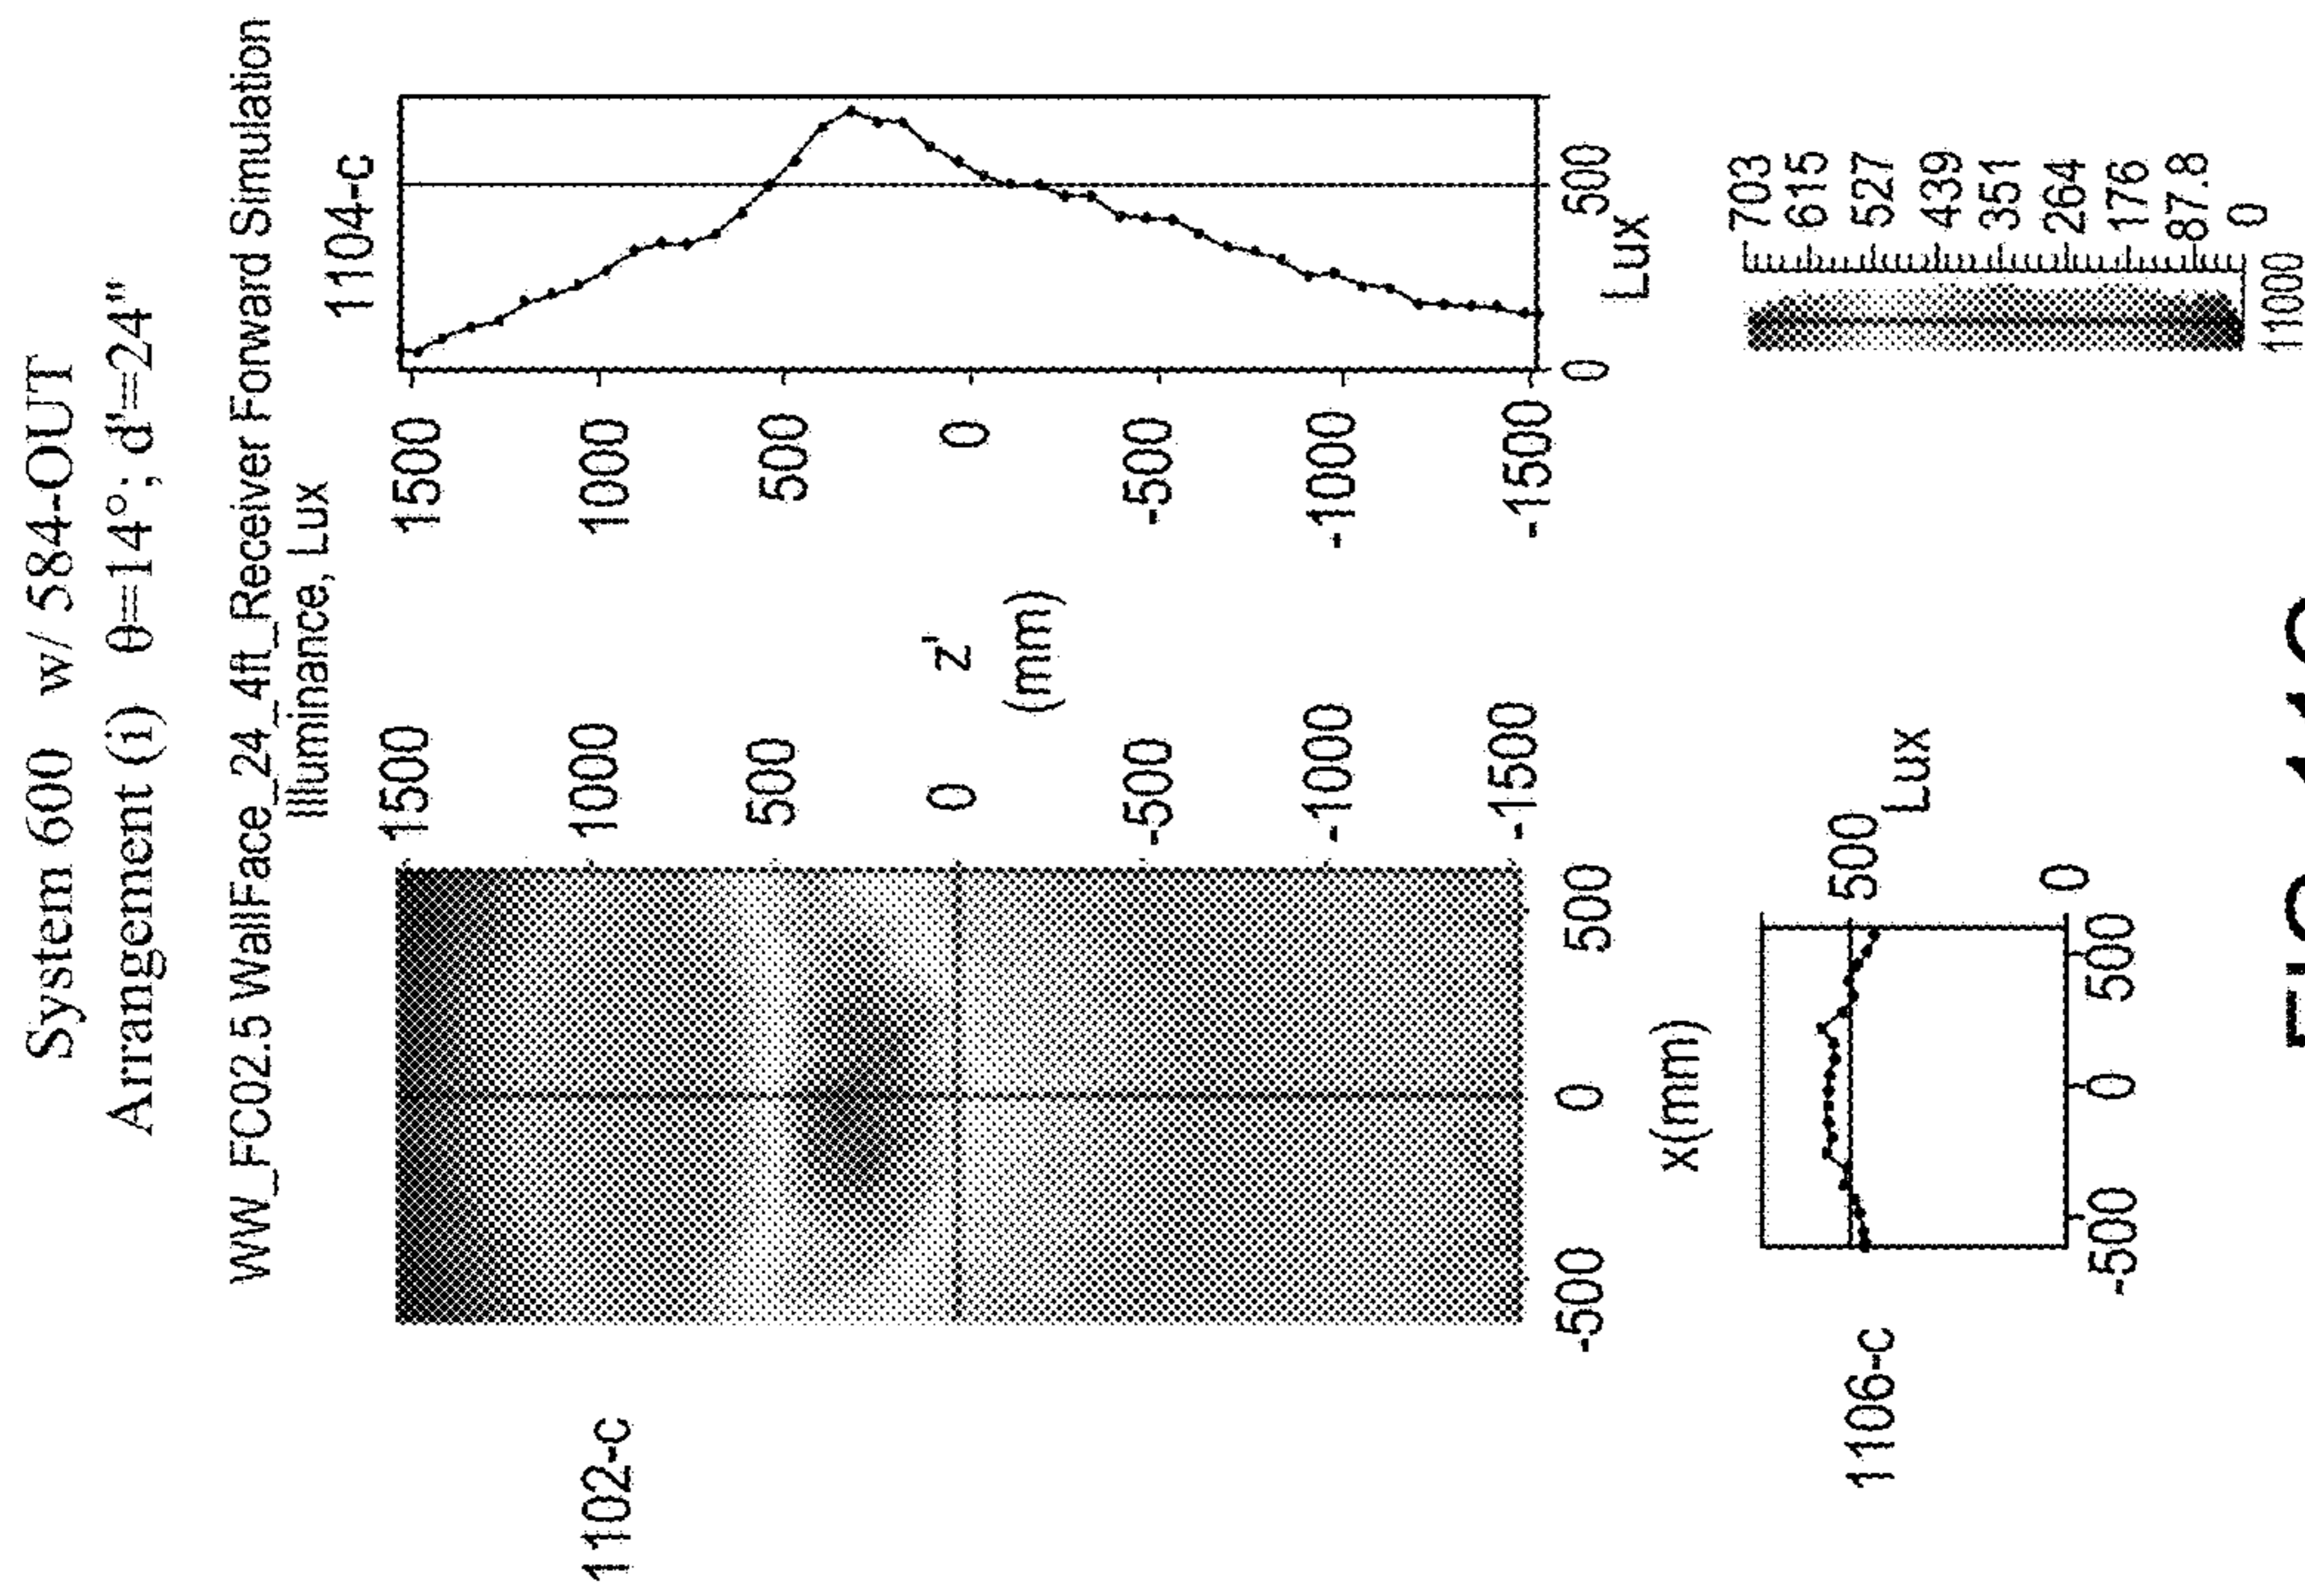 System 600 w/ 584-OUT
Arrangement (i) θ=14°; d'=24"
WW_FC02.5 WallFace_24_4ft_Receiver Forward Simulation
Illuminance, Lux
1104-c
1500 1500
1102-c 1000 1000
500 500
0 z' 0
(mm)
-500 -500
-1000 -1000
-1500 -1500
-500 0 500 0 500
Lux
x(mm)
703
615
1106-c 500 527
Lux 439
351
0 264
-500 0 500 176
87.8
0
11000